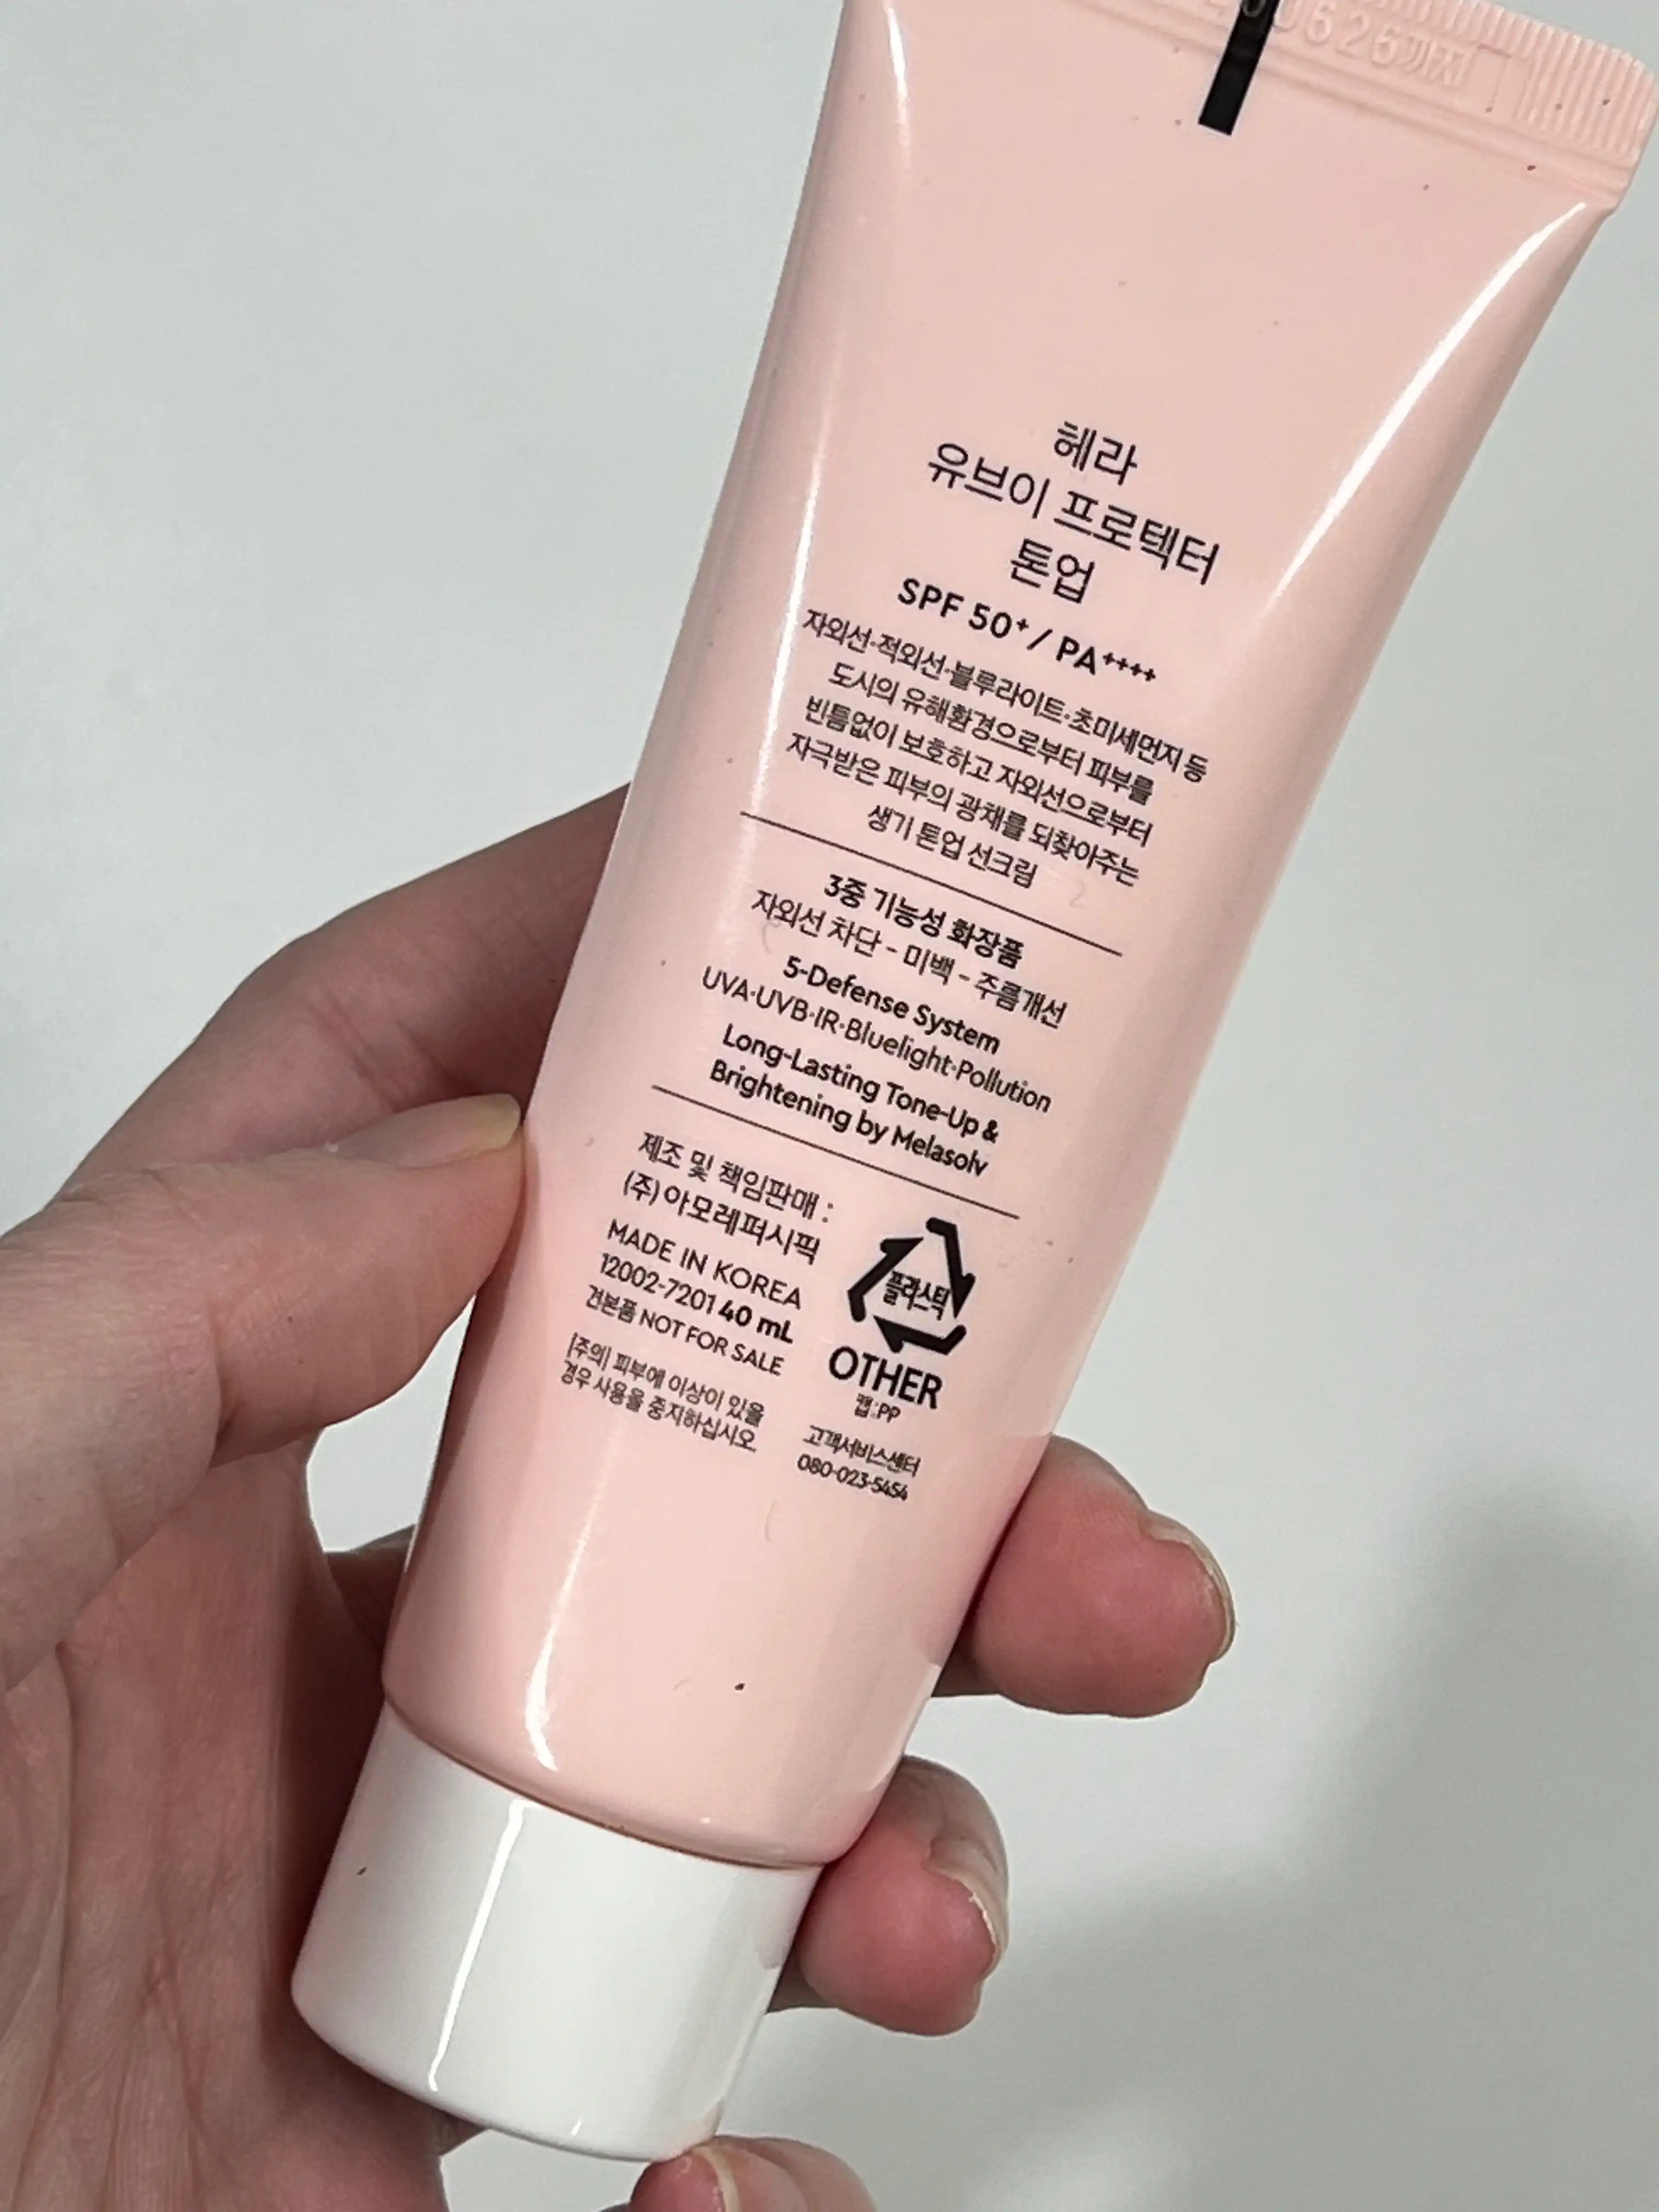 0626까지
헤라
유브이 프로텍터
톤업
SPF 50+/ PA++++
자외선·적외선·블루라이트·초미세먼지 등
도시의 유해환경으로부터 피부를
빈틈없이 보호하고 자외선으로부터
자극받은 피부의 광채를 되찾아주는
생기 톤업 선크림
3중 기능성 화장품
자외선 차단 - 미백 - 주름개선
5-Defense System
UVA·UVB·IR·Bluelight·Pollution
Long-Lasting Tone-Up &
Brightening by Melasolv
제조 및 책임판매 :
(주)아모레퍼시픽
MADE IN KOREA
12002-7201 40 mL
견본품 NOT FOR SALE
|주의| 피부에 이상이 있을
경우 사용을 중지하십시오.
플라스틱
OTHER
캡:PP
고객서비스센터
080-023-5454